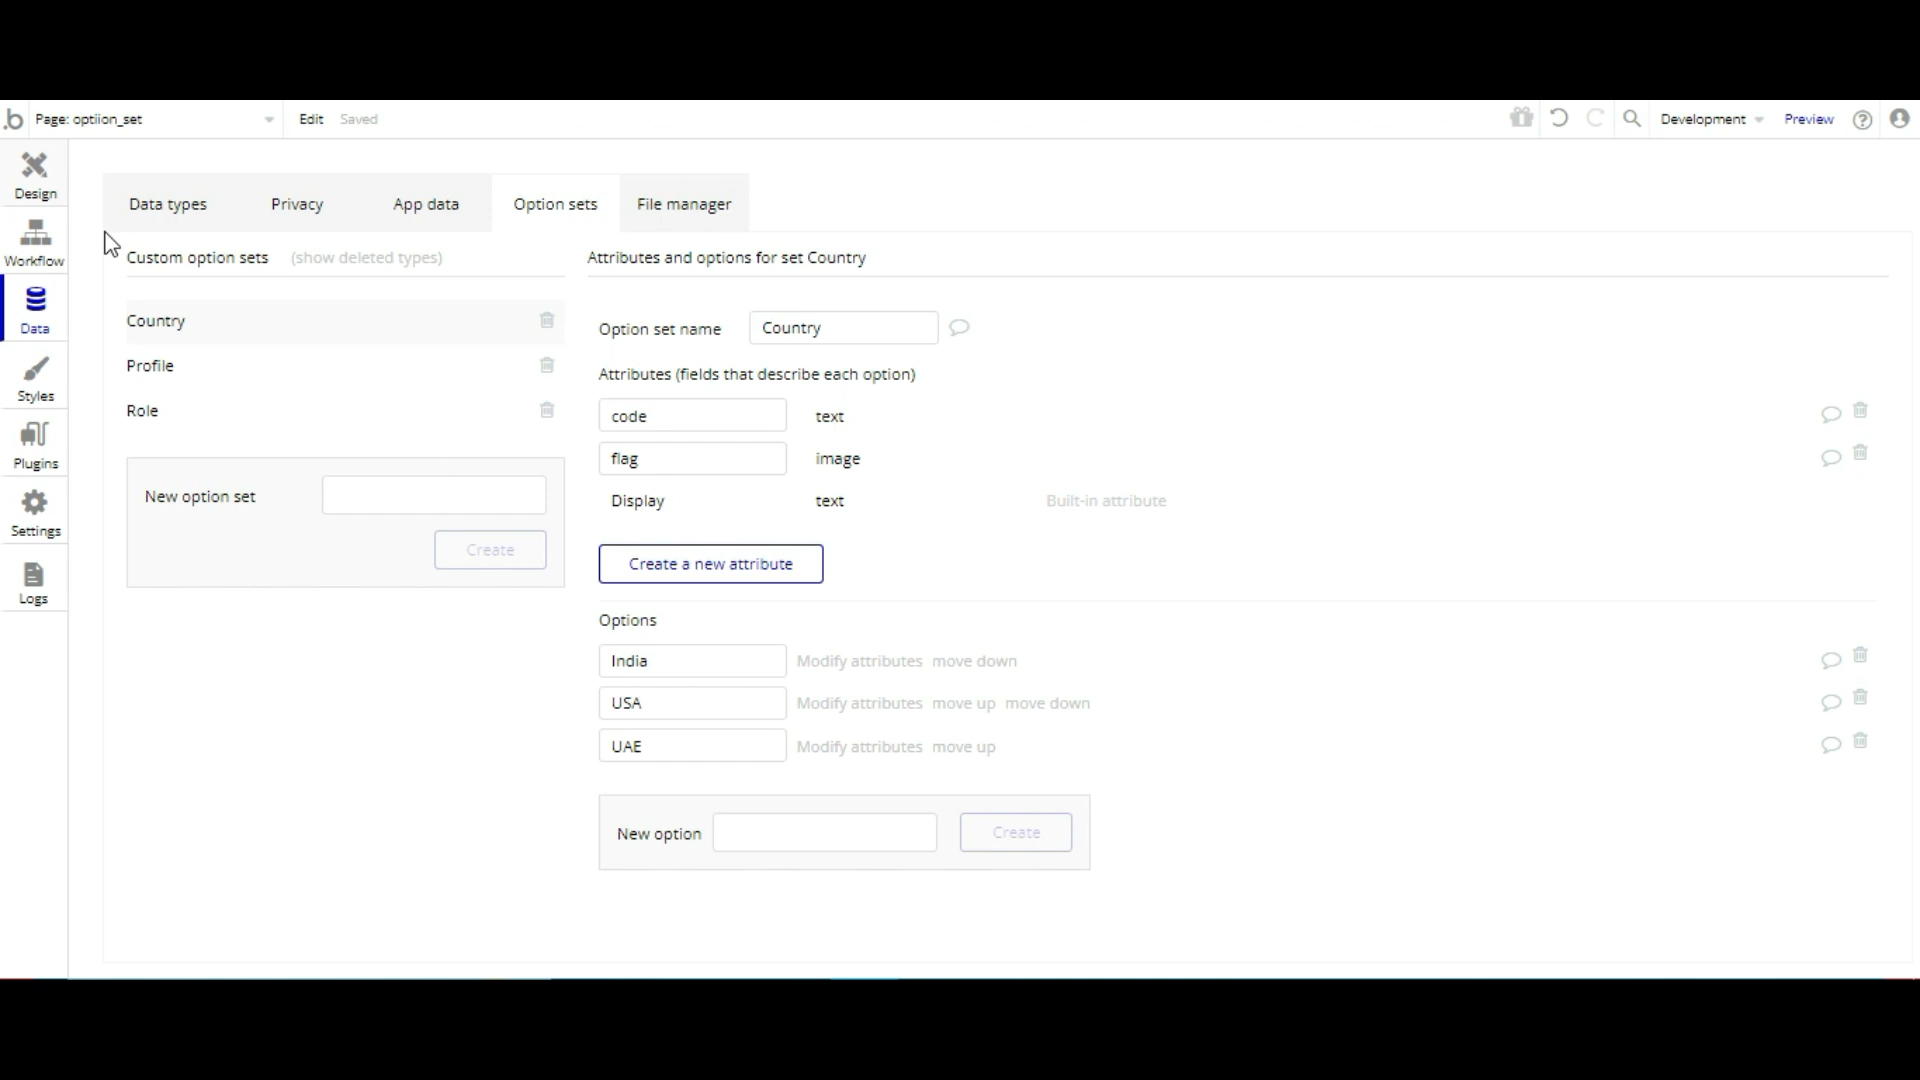 .b Page: optiion_set Edit Saved Development Preview ?
Design
Workflow
Data
Styles
Plugins
Settings
Logs
Data types Privacy App data Option sets File manager
Custom option sets (show deleted types)
Country
Profile
Role
New option set
Create
Attributes and options for set Country
Option set name Country
Attributes (fields that describe each option)
code text
flag image
Display text Built-in attribute
Create a new attribute
Options
India Modify attributes move down
USA Modify attributes move up move down
UAE Modify attributes move up
New option Create